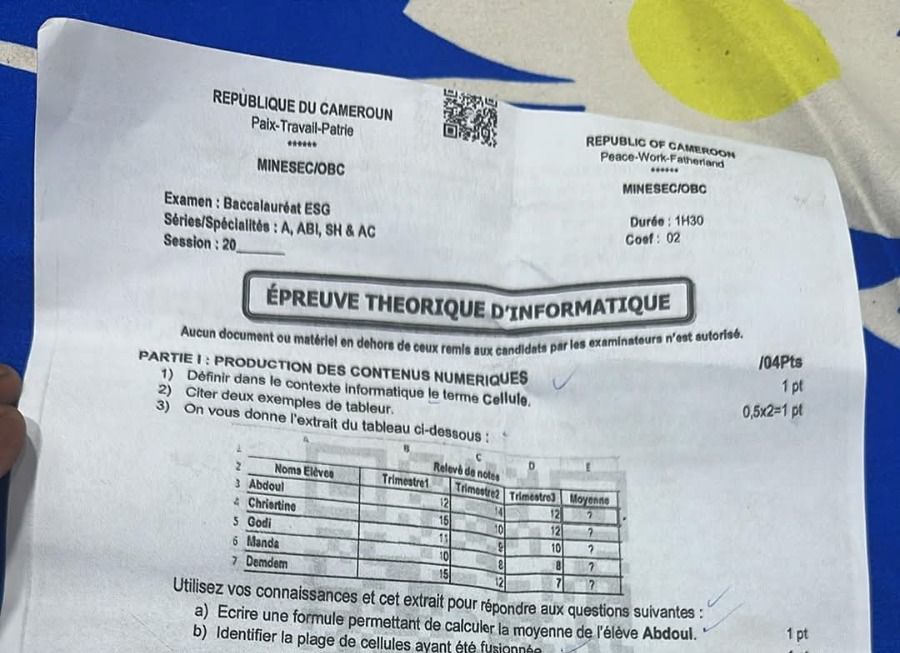 REPUBLIQUE DU CAMEROUN
Paix-Travail-Patrie
******
MINESEC/OBC
REPUBLIC OF CAMEROON
Peace-Work-Fatherland
******
MINESEC/OBC
Examen : Baccalauréat ESG
Séries/Spécialités : A, ABI, SH & AC
Session : 20____
Durée : 1H30
Coef : 02
ÉPREUVE THEORIQUE D'INFORMATIQUE
Aucun document ou matériel en dehors de ceux remis aux candidats par les examinateurs n'est autorisé.
PARTIE I : PRODUCTION DES CONTENUS NUMERIQUES /04Pts
1) Définir dans le contexte informatique le terme Cellule. 1 pt
2) Citer deux exemples de tableur. 0,5x2=1 pt
3) On vous donne l'extrait du tableau ci-dessous :
A B C D E
1 Relevé de notes
2 Noms Elèves Trimestre1 Trimestre2 Trimestre3 Moyenne
3 Abdoul 12 14 12 ?
4 Christine 15 10 12 ?
5 Godi 11 9 10 ?
6 Manda 10 8 8 ?
7 Demdem 15 12 7 ?
Utilisez vos connaissances et cet extrait pour répondre aux questions suivantes :
a) Ecrire une formule permettant de calculer la moyenne de l'élève Abdoul. 1 pt
b) Identifier la plage de cellules ayant été fusionnée